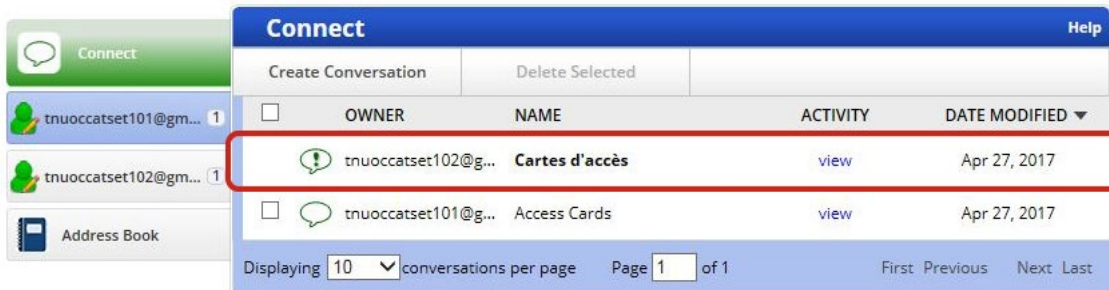 Connect
tnuoccatset101@gm... 1
tnuoccatset102@gm... 1
Address Book
Connect Help
Create Conversation Delete Selected
OWNER NAME ACTIVITY DATE MODIFIED
tnuoccatset102@g... Cartes d'accès view Apr 27, 2017
tnuoccatset101@g... Access Cards view Apr 27, 2017
Displaying 10 conversations per page Page 1 of 1 First Previous Next Last